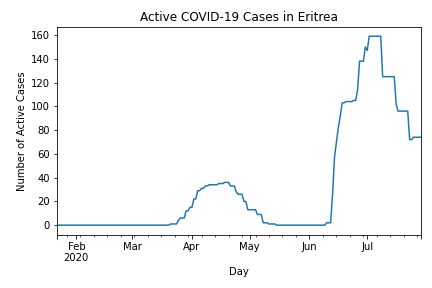 Active COVID-19 Cases in Eritrea
Number of Active Cases
160
140
120
100
80
60
40
20
0
Feb Mar Apr May Jun Jul
2020
Day